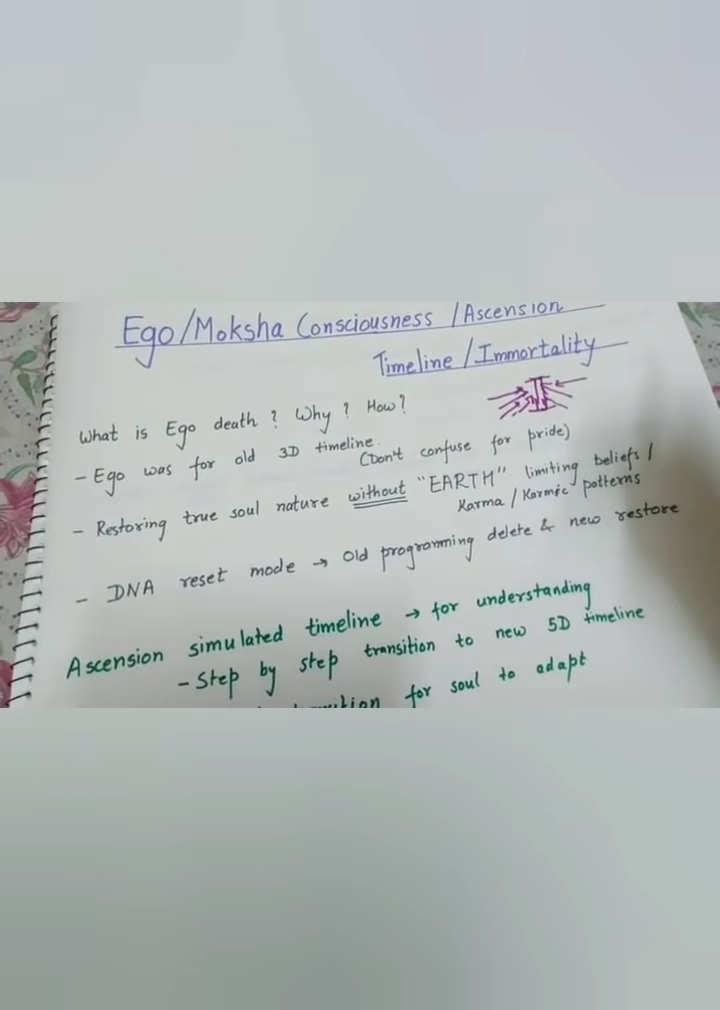 Ego/Moksha Consciousness /Ascension
Timeline /Immortality
What is Ego death ? Why ? How?
- Ego was for old 3D timeline.
(Don't confuse for pride)
- Restoring true soul nature without "EARTH" limiting beliefs /
Karma / Karmic patterns
- DNA reset mode → Old programming delete & new restore
Ascension simulated timeline → for understanding
- Step by step transition to new 5D timeline
for soul to adapt